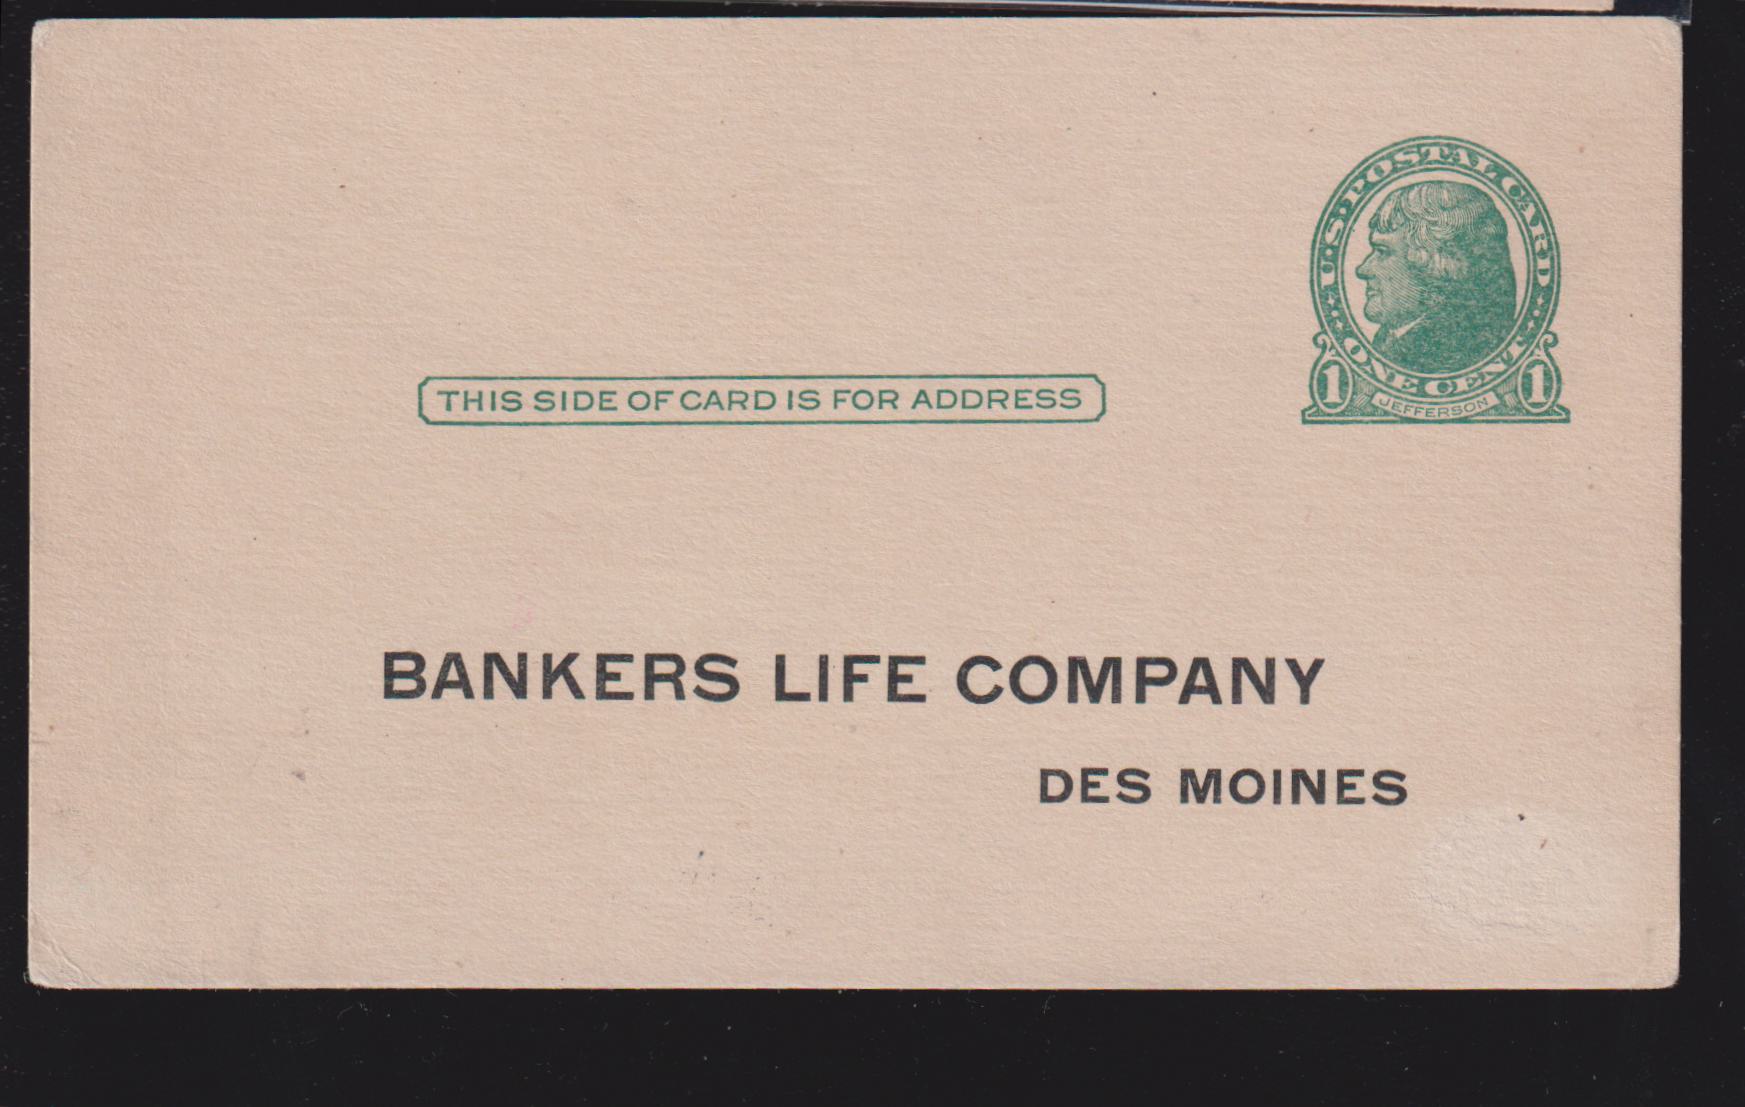 U.S. POSTAL CARD
ONE CENT
1 JEFFERSON 1
THIS SIDE OF CARD IS FOR ADDRESS
BANKERS LIFE COMPANY
DES MOINES